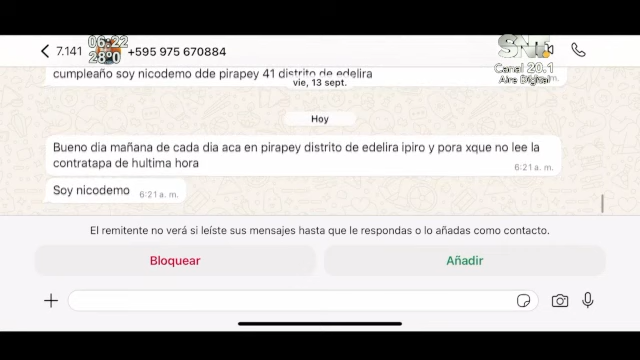 7.141
06:22
28°0
+595 975 670884
SNT
Canal 20.1
Aire Digital
cumpleaño soy nicodemo dde pirapey 41 distrito de edelira
vie, 13 sept.
Hoy
Bueno dia mañana de cada dia aca en pirapey distrito de edelira ipiro y pora xque no lee la
contratapa de hultima hora
6:21 a. m.
Soy nicodemo
6:21 a. m.
El remitente no verá si leíste sus mensajes hasta que le respondas o lo añadas como contacto.
Bloquear
Añadir